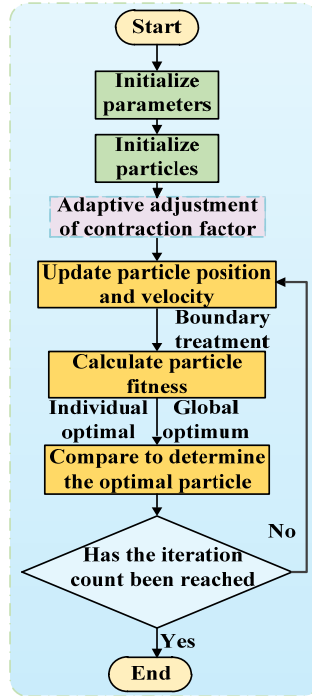 Start
Initialize
parameters
Initialize
particles
Adaptive adjustment
of contraction factor
Update particle position
and velocity
Boundary
treatment
Calculate particle
fitness
Individual
optimal
Global
optimum
Compare to determine
the optimal particle
Has the iteration
count been reached
No
Yes
End